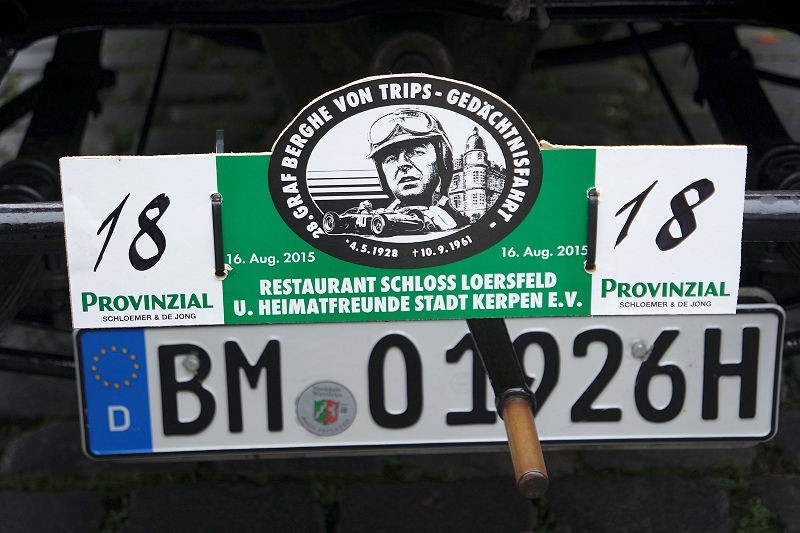 28. GRAF BERGHE VON TRIPS - GEDÄCHTNISFAHRT -
* 4.5.1928 † 10.9.1961
18
18
16. Aug. 2015
16. Aug. 2015
RESTAURANT SCHLOSS LOERSFELD
U. HEIMATFREUNDE STADT KERPEN E.V.
PROVINZIAL
SCHLOEMER & DE JONG
PROVINZIAL
SCHLOEMER & DE JONG
D
BM 01926H